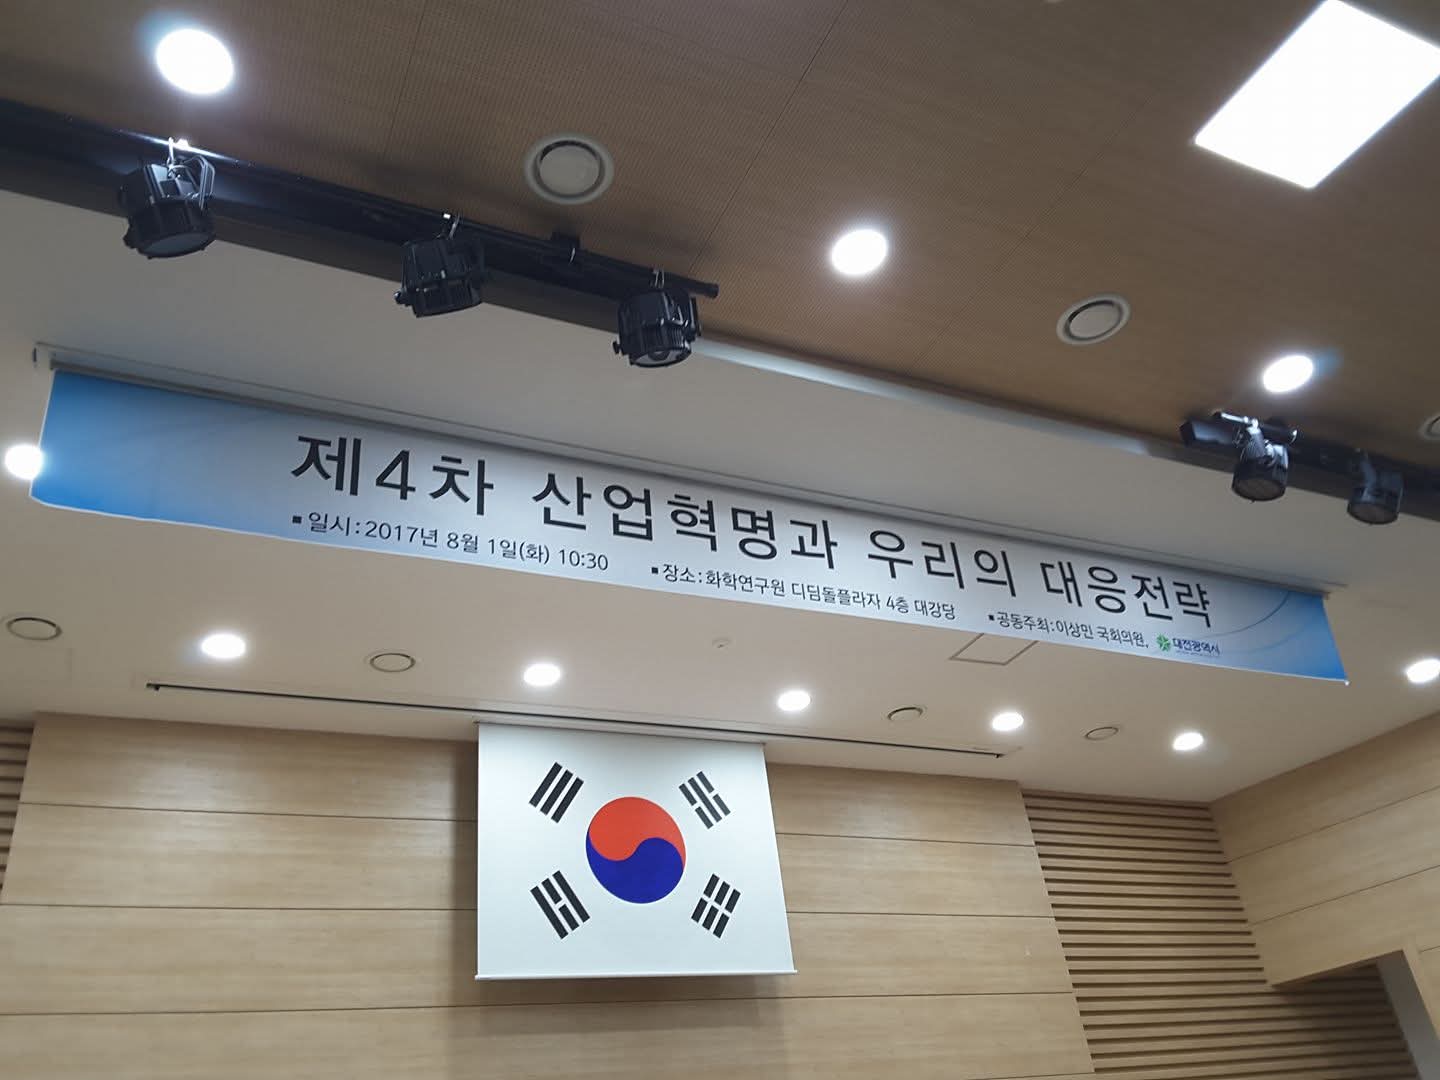 제4차 산업혁명과 우리의 대응전략
▪일시:2017년 8월 1일(화) 10:30 ▪장소:화학연구원 디딤돌플라자 4층 대강당 ▪공동주최:이상민 국회의원, 대전광역시